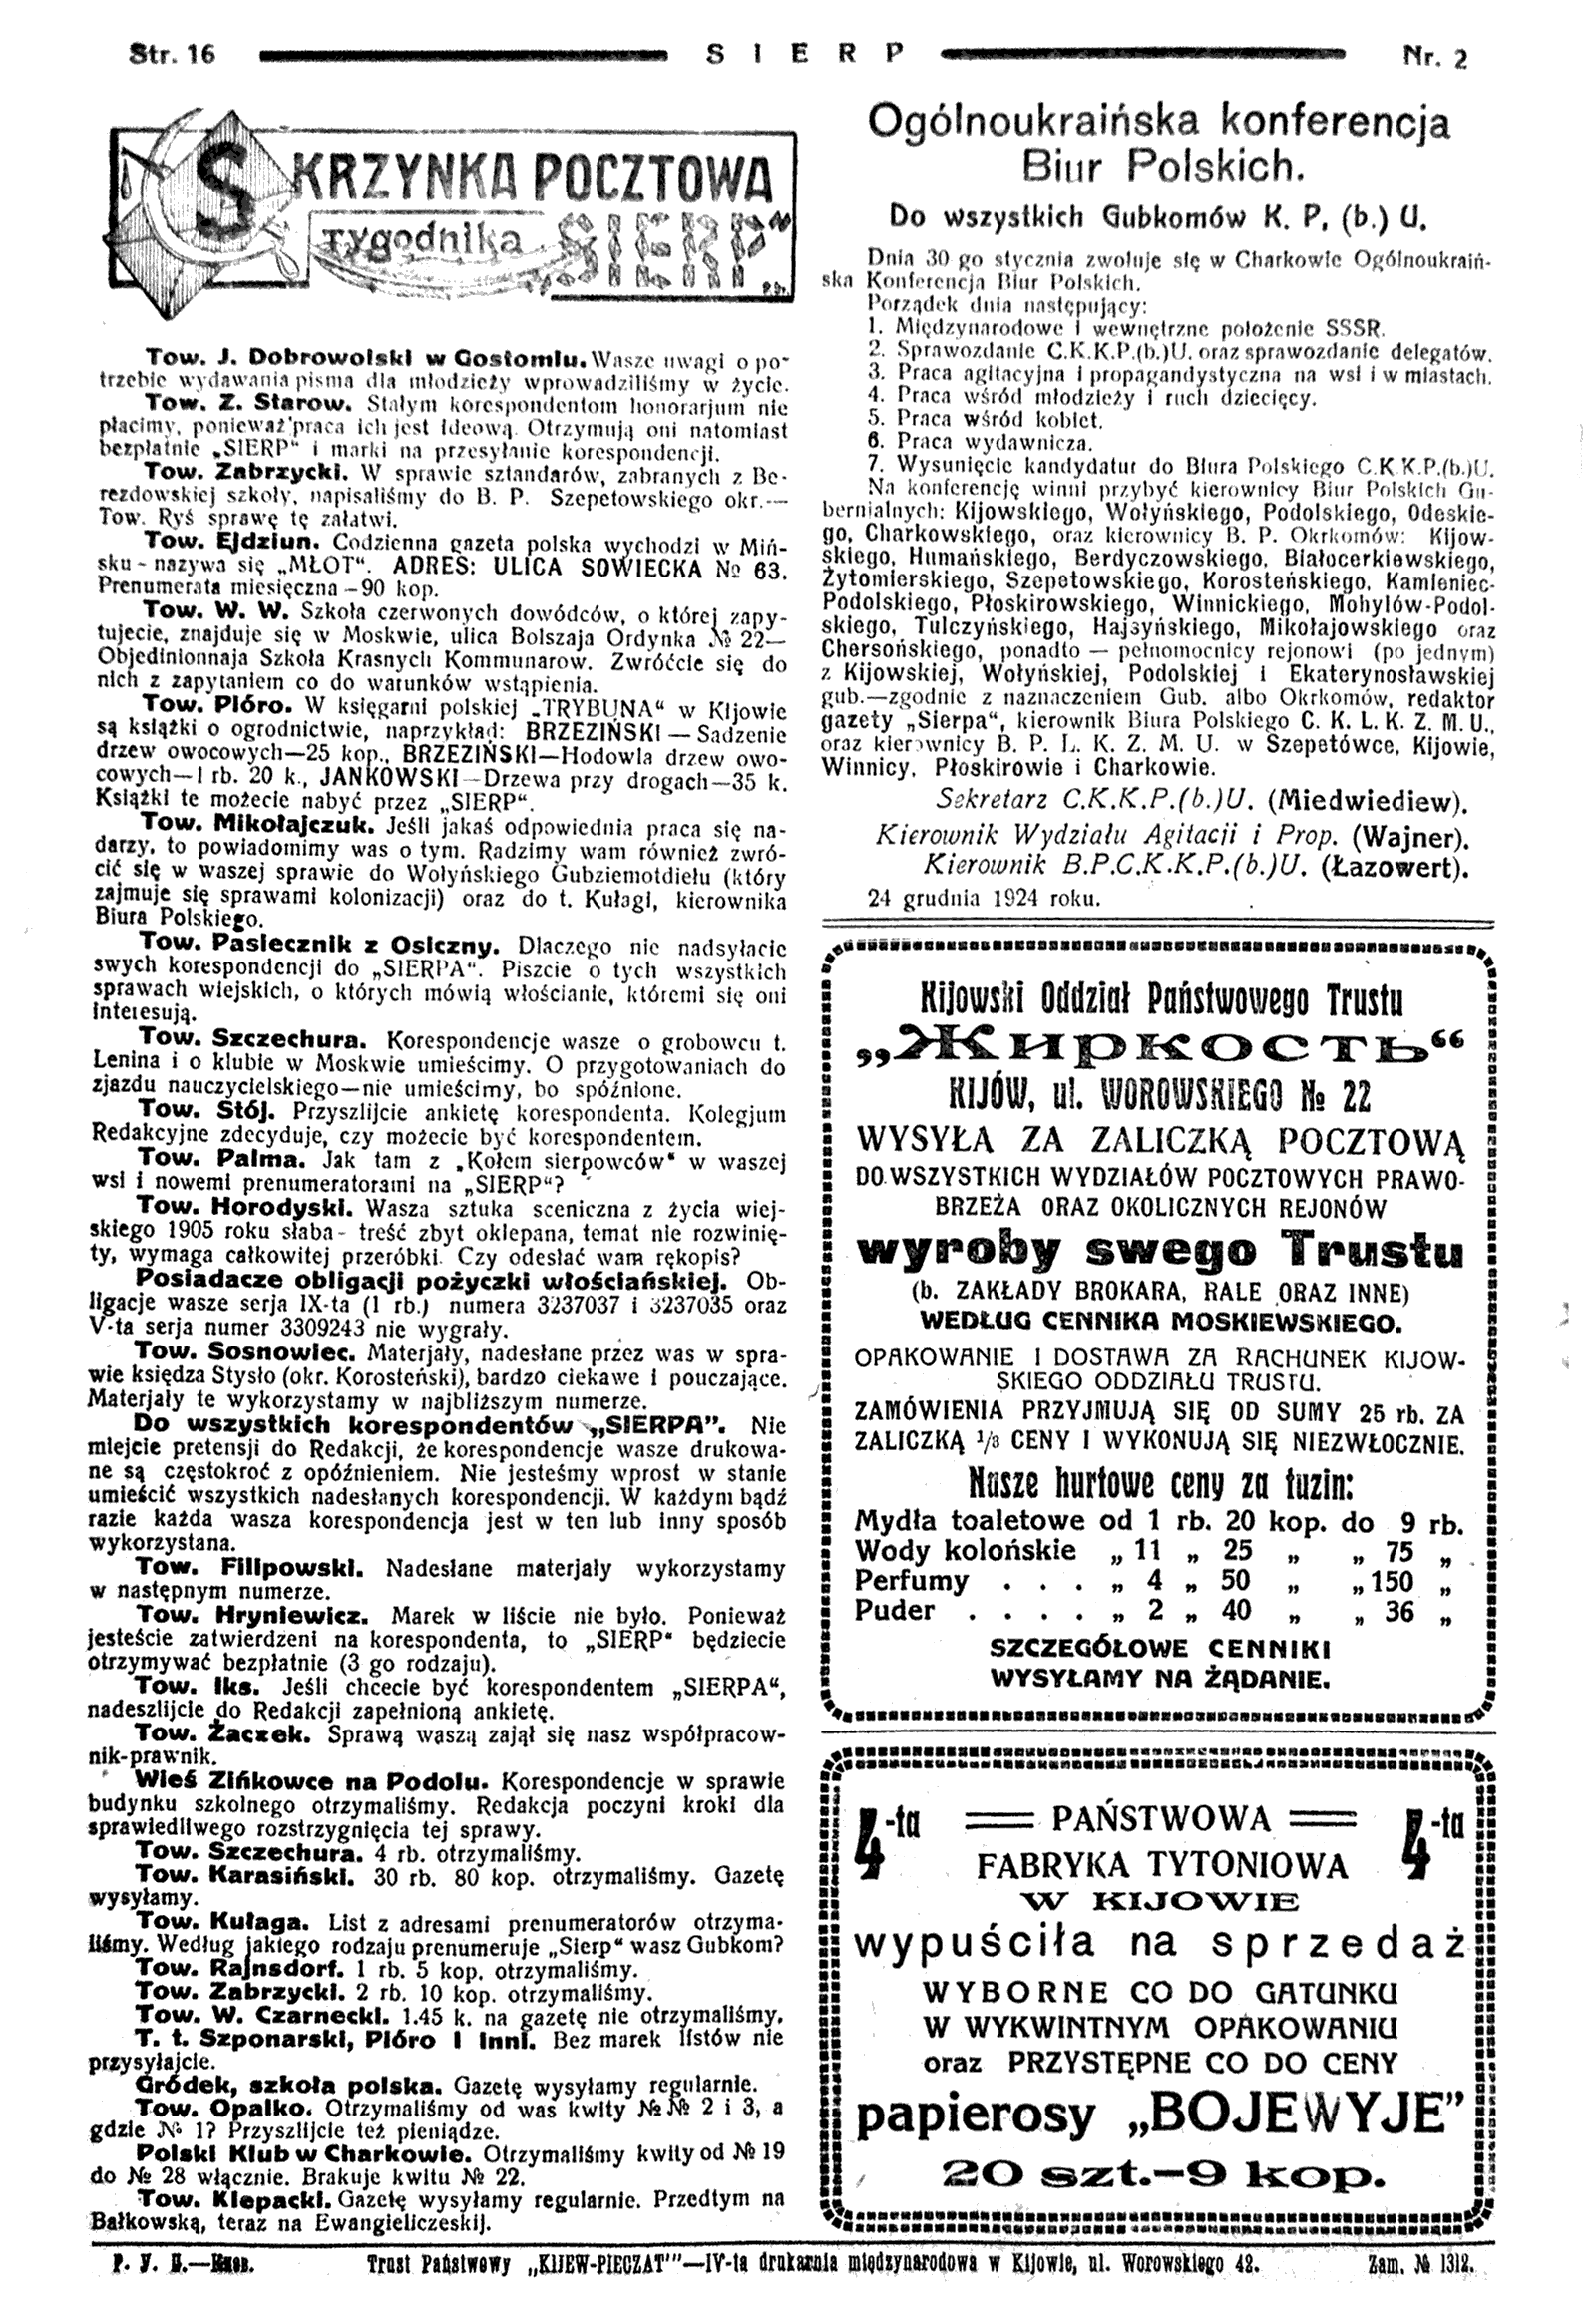 Str. 16
SIERP
Nr. 2
SKRZYNKA POCZTOWA
Tygodnika „SIERP"
Tow. J. Dobrowolski w Gostomlu. Wasze uwagi o po-
trzebie wydawania pisma dla młodzieży wprowadziliśmy w życie.
Tow. Z. Starow. Stałym korespondentom honorarjum nie
płacimy, ponieważ praca ich jest ideową. Otrzymują oni natomiast
bezpłatnie „SIERP" i marki na przesyłanie korespondencji.
Tow. Zabrzycki. W sprawie sztandarów, zabranych z Be-
rezdowskiej szkoły, napisaliśmy do B. P. Szepetowskiego okr.—
Tow. Ryś sprawę tę załatwi.
Tow. Ejdziun. Codzienna gazeta polska wychodzi w Miń-
sku - nazywa się „MŁOT". ADRES: ULICA SOWIECKA № 63.
Prenumerata miesięczna – 90 kop.
Tow. W. W. Szkoła czerwonych dowódców, o której zapy-
tujecie, znajduje się w Moskwie, ulica Bolszaja Ordynka № 22—
Objedinionnaja Szkoła Krasnych Kommunarow. Zwróćcie się do
nich z zapytaniem co do warunków wstąpienia.
Tow. Pióro. W księgarni polskiej „TRYBUNA" w Kijowie
są książki o ogrodnictwie, naprzykład: BRZEZIŃSKI — Sadzenie
drzew owocowych—25 kop., BRZEZIŃSKI—Hodowla drzew owo-
cowych—1 rb. 20 k., JANKOWSKI—Drzewa przy drogach—35 k.
Książki te możecie nabyć przez „SIERP".
Tow. Mikołajczuk. Jeśli jakaś odpowiednia praca się na-
darzy, to powiadomimy was o tym. Radzimy wam również zwró-
cić się w waszej sprawie do Wołyńskiego Gubziemotdiełu (który
zajmuje się sprawami kolonizacji) oraz do t. Kułagi, kierownika
Biura Polskiego.
Tow. Pasiecznik z Osiczny. Dlaczego nie nadsyłacie
swych korespondencji do „SIERPA". Piszcie o tych wszystkich
sprawach wiejskich, o których mówią włościanie, któremi się oni
interesują.
Tow. Szczechura. Korespondencje wasze o grobowcu t.
Lenina i o klubie w Moskwie umieścimy. O przygotowaniach do
zjazdu nauczycielskiego—nie umieścimy, bo spóźnione.
Tow. Stój. Przyszlijcie ankietę korespondenta. Kolegjum
Redakcyjne zdecyduje, czy możecie być korespondentem.
Tow. Palma. Jak tam z „Kołem sierpowców" w waszej
wsi i nowemi prenumeratorami na „SIERP"?
Tow. Horodyski. Wasza sztuka sceniczna z życia wiej-
skiego 1905 roku słaba - treść zbyt oklepana, temat nie rozwinię-
ty, wymaga całkowitej przeróbki. Czy odesłać wam rękopis?
Posiadacze obligacji pożyczki włościańskiej. Ob-
ligacje wasze serja IX-ta (1 rb.) numera 3237037 i 3237035 oraz
V-ta serja numer 3309243 nie wygrały.
Tow. Sosnowiec. Materjały, nadesłane przez was w spra-
wie księdza Stysło (okr. Korosteński), bardzo ciekawe i pouczające.
Materjały te wykorzystamy w najbliższym numerze.
Do wszystkich korespondentów „SIERPA". Nie
miejcie pretensji do Redakcji, że korespondencje wasze drukowa-
ne są częstokroć z opóźnieniem. Nie jesteśmy wprost w stanie
umieścić wszystkich nadesłanych korespondencji. W każdym bądź
razie każda wasza korespondencja jest w ten lub inny sposób
wykorzystana.
Tow. Filipowski. Nadesłane materjały wykorzystamy
w następnym numerze.
Tow. Hryniewicz. Marek w liście nie było. Ponieważ
jesteście zatwierdzeni na korespondenta, to „SIERP" będziecie
otrzymywać bezpłatnie (3 go rodzaju).
Tow. Iks. Jeśli chcecie być korespondentem „SIERPA",
nadeszlijcie do Redakcji zapełnioną ankietę.
Tow. Żaczek. Sprawą waszą zajął się nasz współpracow-
nik-prawnik.
Wieś Zińkowce na Podolu. Korespondencje w sprawie
budynku szkolnego otrzymaliśmy. Redakcja poczyni kroki dla
sprawiedliwego rozstrzygnięcia tej sprawy.
Tow. Szczechura. 4 rb. otrzymaliśmy.
Tow. Karasiński. 30 rb. 80 kop. otrzymaliśmy. Gazetę
wysyłamy.
Tow. Kułaga. List z adresami prenumeratorów otrzyma-
liśmy. Według jakiego rodzaju prenumeruje „Sierp" wasz Gubkom?
Tow. Rajnsdorf. 1 rb. 5 kop. otrzymaliśmy.
Tow. Zabrzycki. 2 rb. 10 kop. otrzymaliśmy.
Tow. W. Czarnecki. 1.45 k. na gazetę nie otrzymaliśmy.
T. t. Szponarski, Pióro i inni. Bez marek listów nie
przysyłajcie.
Gródek, szkoła polska. Gazetę wysyłamy regularnie.
Tow. Opalko. Otrzymaliśmy od was kwity №№ 2 i 3, a
gdzie № 1? Przyszlijcie też pieniądze.
Polski Klub w Charkowie. Otrzymaliśmy kwity od № 19
do № 28 włącznie. Brakuje kwitu № 22.
Tow. Klepacki. Gazetę wysyłamy regularnie. Przedtym na
Bałkowską, teraz na Ewangieliczeskij.
Ogólnoukraińska konferencja
Biur Polskich.
Do wszystkich Gubkomów K. P. (b.) U.
Dnia 30 go stycznia zwołuje się w Charkowie Ogólnoukraiń-
ska Konferencja Biur Polskich.
Porządek dnia następujący:
1. Międzynarodowe i wewnętrzne położenie SSSR.
2. Sprawozdanie C.K.K.P.(b.)U. oraz sprawozdanie delegatów.
3. Praca agitacyjna i propagandystyczna na wsi i w miastach.
4. Praca wśród młodzieży i ruch dziecięcy.
5. Praca wśród kobiet.
6. Praca wydawnicza.
7. Wysunięcie kandydatur do Biura Polskiego C.K.K.P.(b.)U.
Na konferencję winni przybyć kierownicy Biur Polskich Gu-
bernialnych: Kijowskiego, Wołyńskiego, Podolskiego, Odeskie-
go, Charkowskiego, oraz kierownicy B. P. Okrkomów: Kijow-
skiego, Humańskiego, Berdyczowskiego, Białocerkiewskiego,
Żytomierskiego, Szepetowskiego, Korosteńskiego, Kamieniec-
Podolskiego, Płoskirowskiego, Winnickiego, Mohylów-Podol-
skiego, Tulczyńskiego, Hajsyńskiego, Mikołajowskiego oraz
Chersońskiego, ponadto — pełnomocnicy rejonowi (po jednym)
z Kijowskiej, Wołyńskiej, Podolskiej i Ekaterynosławskiej
gub.—zgodnie z naznaczeniem Gub. albo Okrkomów, redaktor
gazety „Sierpa", kierownik Biura Polskiego C. K. L. K. Z. M. U.,
oraz kierownicy B. P. L. K. Z. M. U. w Szepetówce, Kijowie,
Winnicy, Płoskirowie i Charkowie.
Sekretarz C.K.K.P.(b.)U. (Miedwiediew).
Kierownik Wydziału Agitacji i Prop. (Wajner).
Kierownik B.P.C.K.K.P.(b.)U. (Łazowert).
24 grudnia 1924 roku.
Kijowski Oddział Państwowego Trustu
„Жиркость"
KIJÓW, ul. WOROWSKIEGO № 22
WYSYŁA ZA ZALICZKĄ POCZTOWĄ
DO WSZYSTKICH WYDZIAŁÓW POCZTOWYCH PRAWO-
BRZEŻA ORAZ OKOLICZNYCH REJONÓW
wyroby swego Trustu
(b. ZAKŁADY BROKARA, RALE ORAZ INNE)
WEDŁUG CENNIKA MOSKIEWSKIEGO.
OPAKOWANIE I DOSTAWA ZA RACHUNEK KIJOW-
SKIEGO ODDZIAŁU TRUSTU.
ZAMÓWIENIA PRZYJMUJĄ SIĘ OD SUMY 25 rb. ZA
ZALICZKĄ 1/3 CENY I WYKONUJĄ SIĘ NIEZWŁOCZNIE.
Nasze hurtowe ceny za tuzin:
Mydła toaletowe od 1 rb. 20 kop. do 9 rb.
Wody kolońskie „ 11 „ 25 „ „ 75 „
Perfumy . . . „ 4 „ 50 „ „ 150 „
Puder . . . . „ 2 „ 40 „ „ 36 „
SZCZEGÓŁOWE CENNIKI
WYSYŁAMY NA ŻĄDANIE.
4-ta PAŃSTWOWA 4-ta
FABRYKA TYTONIOWA
W KIJOWIE
wypuściła na sprzedaż
WYBORNE CO DO GATUNKU
W WYKWINTNYM OPAKOWANIU
oraz PRZYSTĘPNE CO DO CENY
papierosy „BOJEWYJE"
20 szt.—9 kop.
Trust Państwowy „KIJEW-PIECZAT'"—IV-ta drukarnia międzynarodowa w Kijowie, ul. Worowskiego 42.
Zam. № 1312.